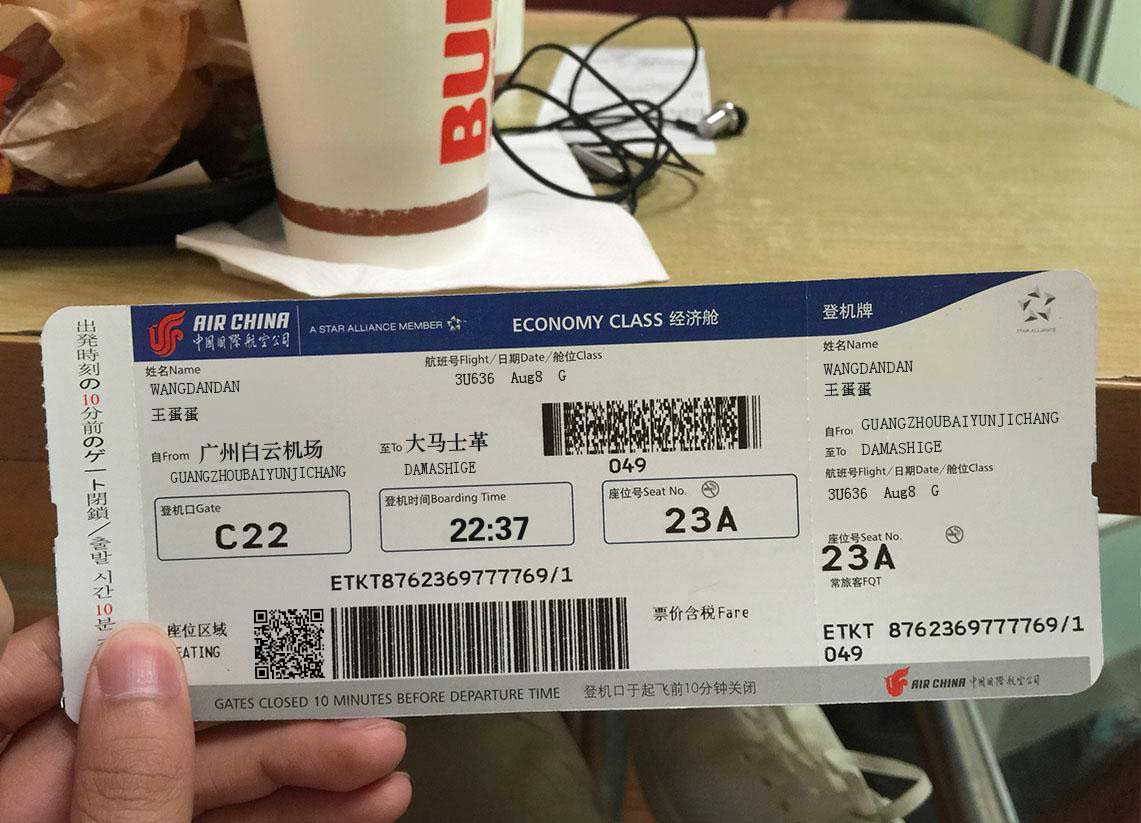 BU
出発時刻の10分前のゲート閉鎖/출발 시간 10분
AIR CHINA
中國國際航空公司
A STAR ALLIANCE MEMBER
ECONOMY CLASS 经济舱
登机牌
STAR ALLIANCE
姓名Name
WANGDANDAN
王蛋蛋
航班号Flight/日期Date/舱位Class
3U636 Aug8 G
自From 广州白云机场
GUANGZHOUBAIYUNJICHANG
至To 大马士革
DAMASHIGE
049
登机口Gate
C22
登机时间Boarding Time
22:37
座位号Seat No.
23A
ETKT8762369777769/1
座位区域
EATING
票价含税Fare
GATES CLOSED 10 MINUTES BEFORE DEPARTURE TIME 登机口于起飞前10分钟关闭
姓名Name
WANGDANDAN
王蛋蛋
自Fro GUANGZHOUBAIYUNJICHANG
至To DAMASHIGE
航班号Flight/日期Date/舱位Class
3U636 Aug8 G
座位号Seat No.
23A
常旅客FQT
ETKT 8762369777769/1
049
AIR CHINA 中國國際航空公司